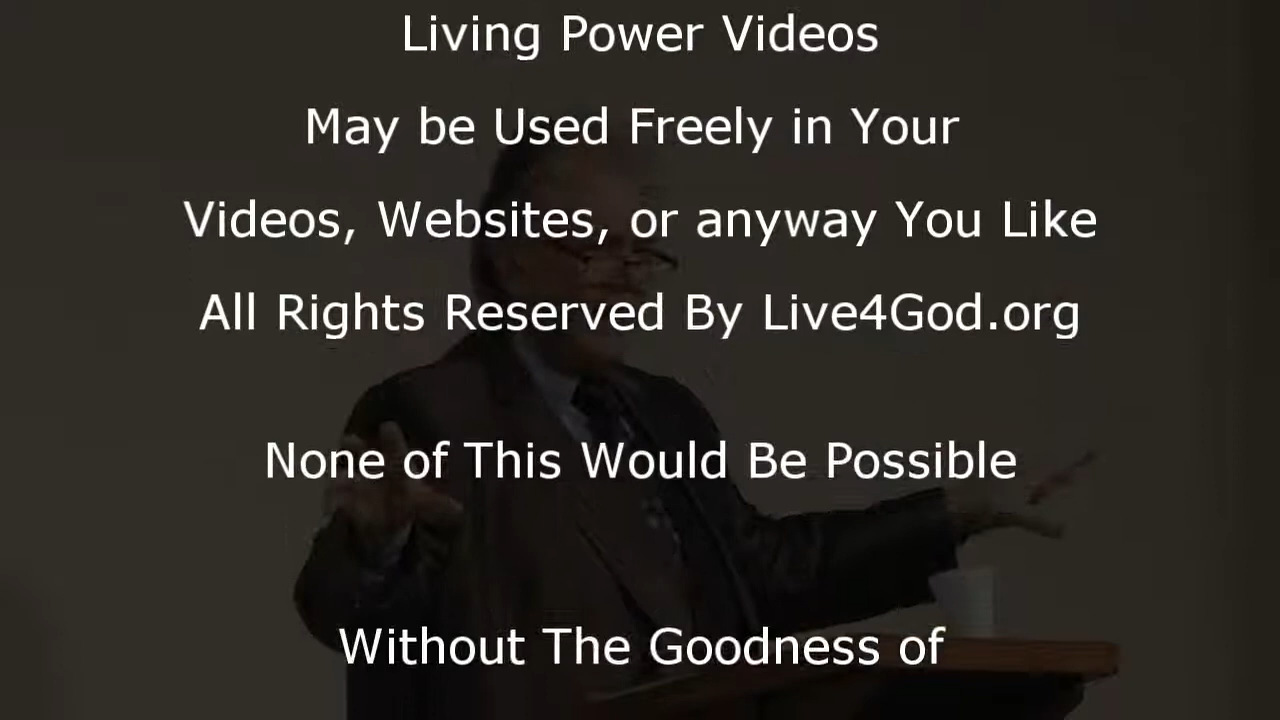 Living Power Videos
May be Used Freely in Your
Videos, Websites, or anyway You Like
All Rights Reserved By Live4God.org
None of This Would Be Possible
Without The Goodness of